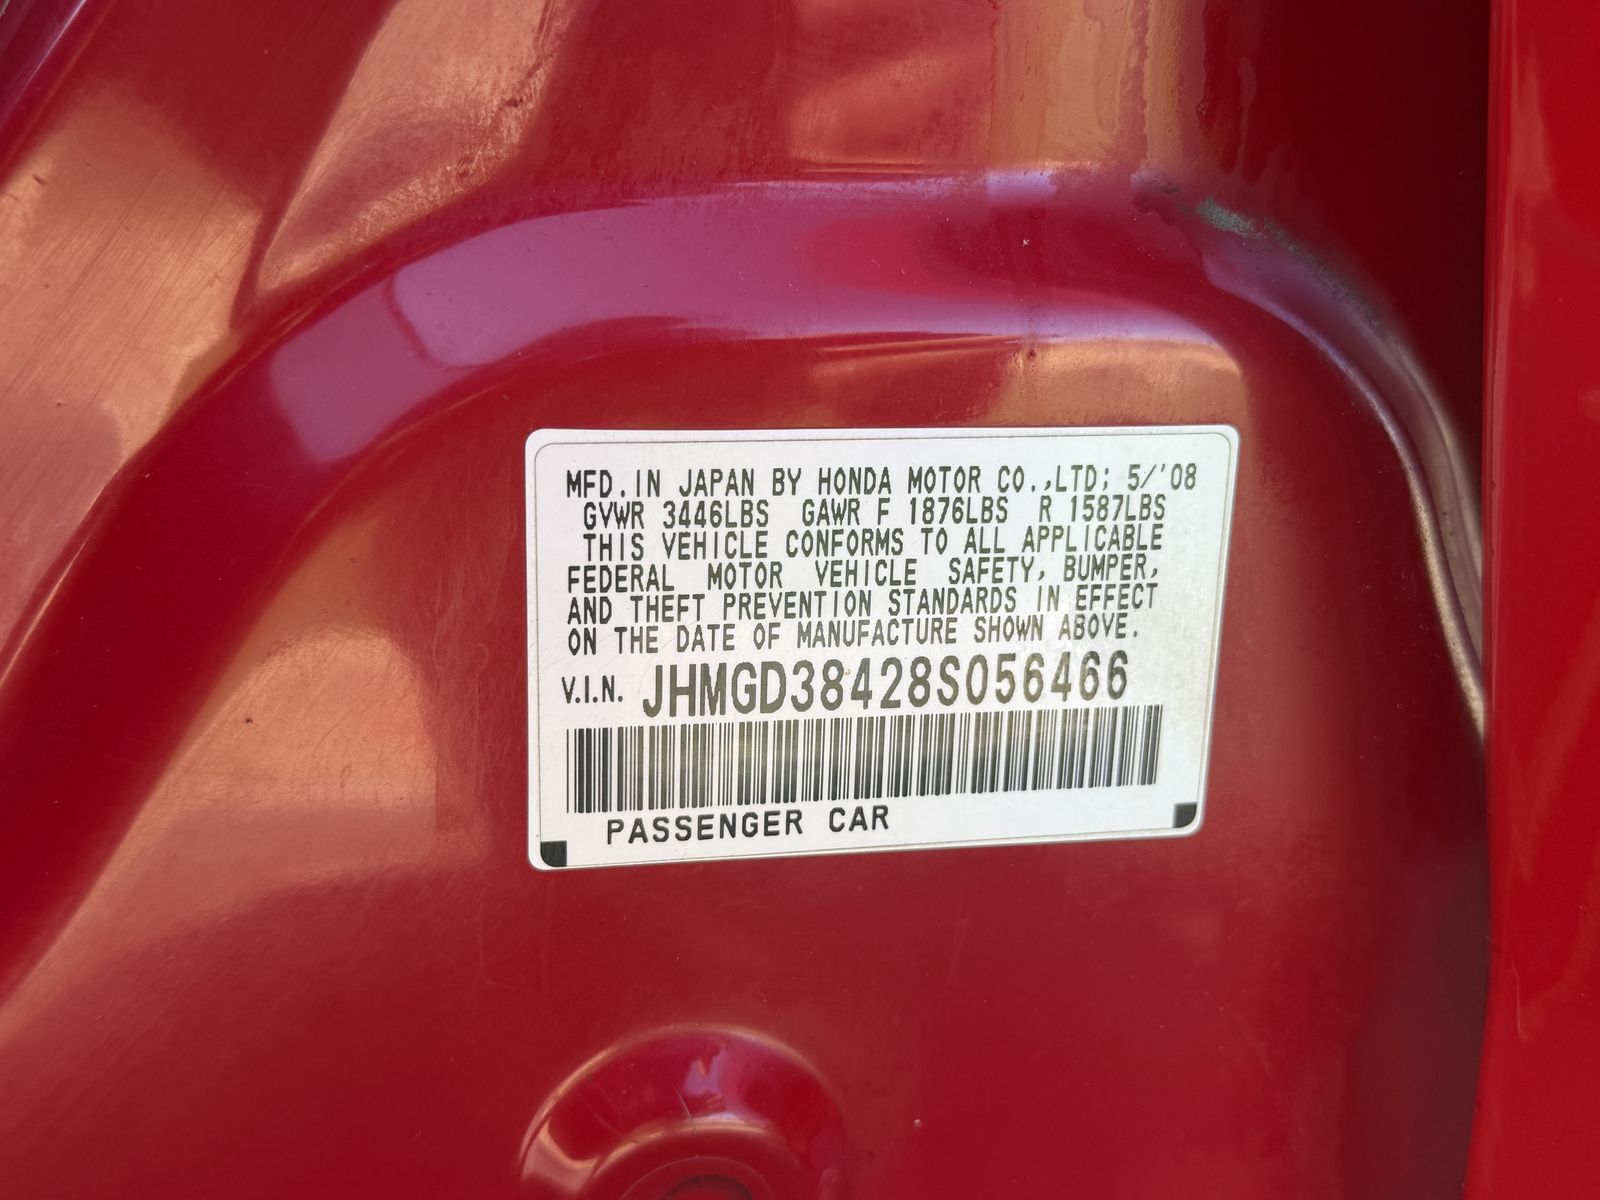 MFD. IN JAPAN BY HONDA MOTOR CO.,LTD; 5/'08
GVWR 3446LBS GAWR F 1876LBS R 1587LBS
THIS VEHICLE CONFORMS TO ALL APPLICABLE
FEDERAL MOTOR VEHICLE SAFETY, BUMPER,
AND THEFT PREVENTION STANDARDS IN EFFECT
ON THE DATE OF MANUFACTURE SHOWN ABOVE.
V.I.N. JHMGD38428S056466
PASSENGER CAR